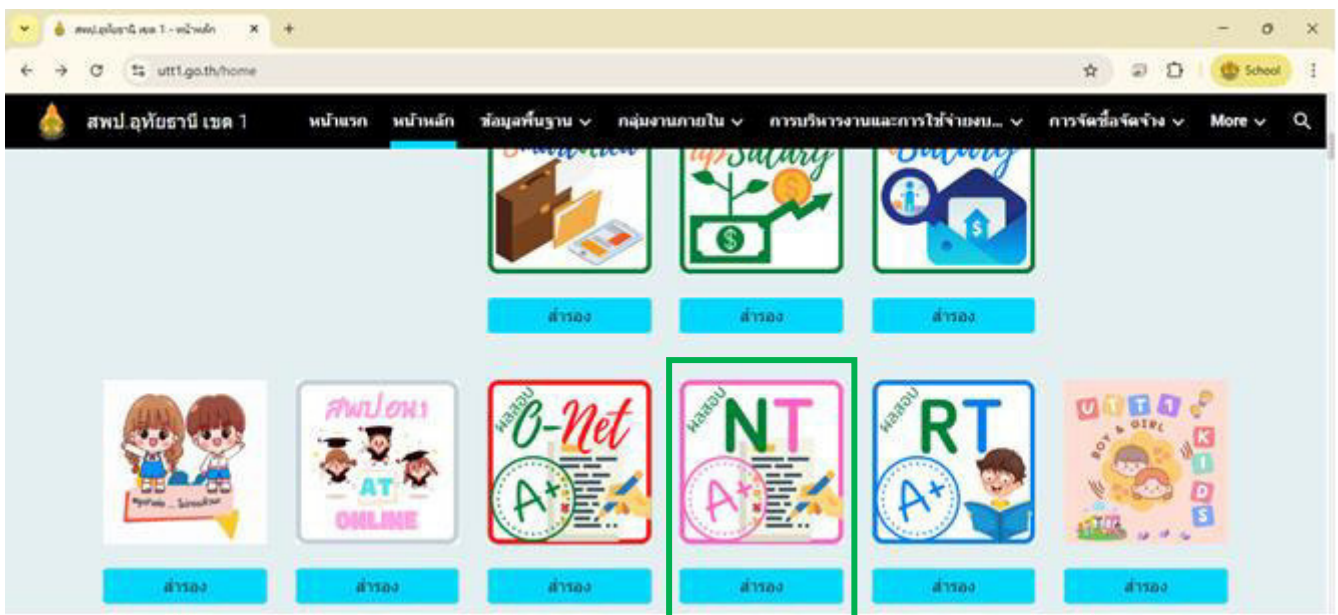 สพป.อุทัยธานี เขต 1 - หน้าหลัก
utt1.go.th/home
School
สพป.อุทัยธานี เขต 1 หน้าแรก หน้าหลัก ข้อมูลพื้นฐาน กลุ่มงานภายใน การบริหารงานและการใช้จ่ายงบ... การจัดซื้อจัดจ้าง More
upSalary
สำรอง สำรอง สำรอง
สพป อน1
AT
ONLINE
ผลสอบ
O-Net
A+
ผลสอบ
NT
A+
ผลสอบ
RT
A+
UTT1
BOY & GIRL
KIDS
สำรอง สำรอง สำรอง สำรอง สำรอง สำรอง